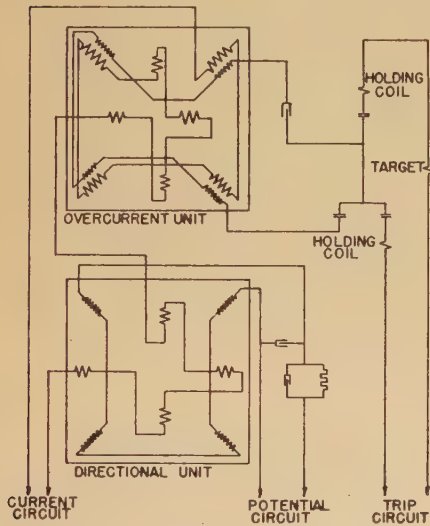 HOLDING
COIL
TARGET
OVERCURRENT UNIT
HOLDING
COIL
DIRECTIONAL UNIT
CURRENT
CIRCUIT
POTENTIAL
CIRCUIT
TRIP
CIRCUIT